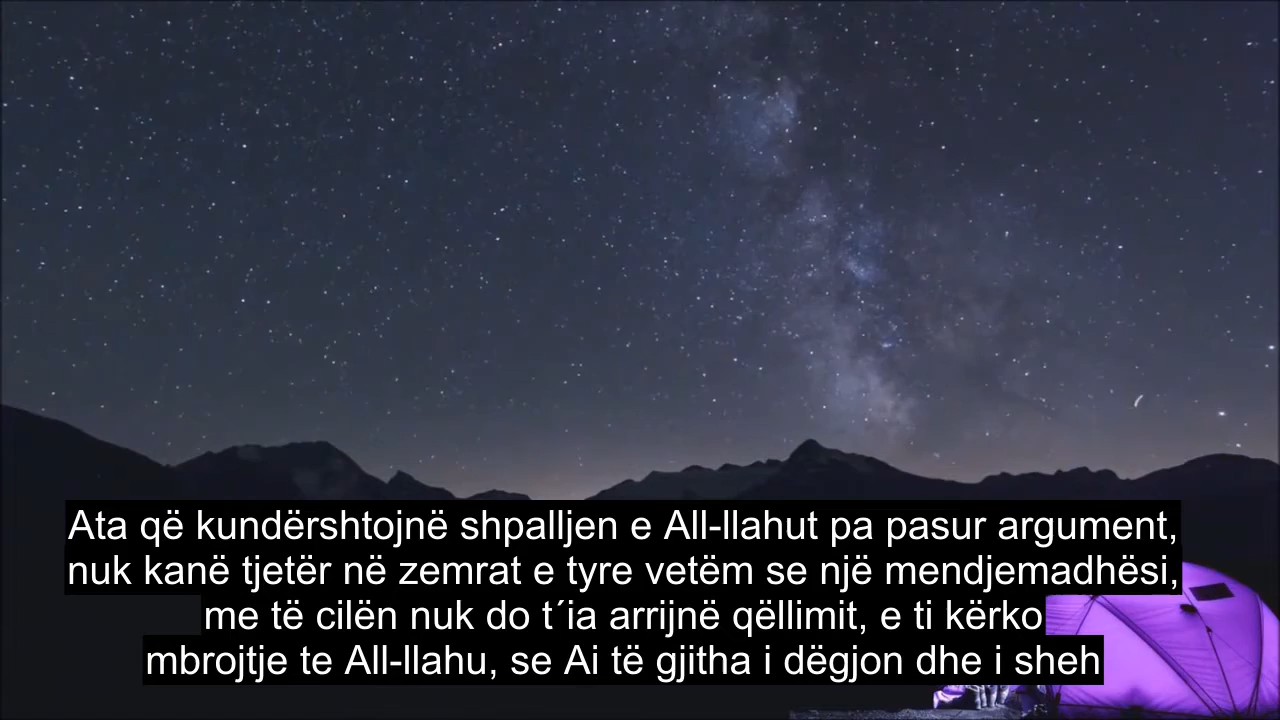 Ata që kundërshtojnë shpalljen e All-llahut pa pasur argument,
nuk kanë tjetër në zemrat e tyre vetëm se një mendjemadhësi,
me të cilën nuk do t´ia arrijnë qëllimit, e ti kërko
mbrojtje te All-llahu, se Ai të gjitha i dëgjon dhe i sheh